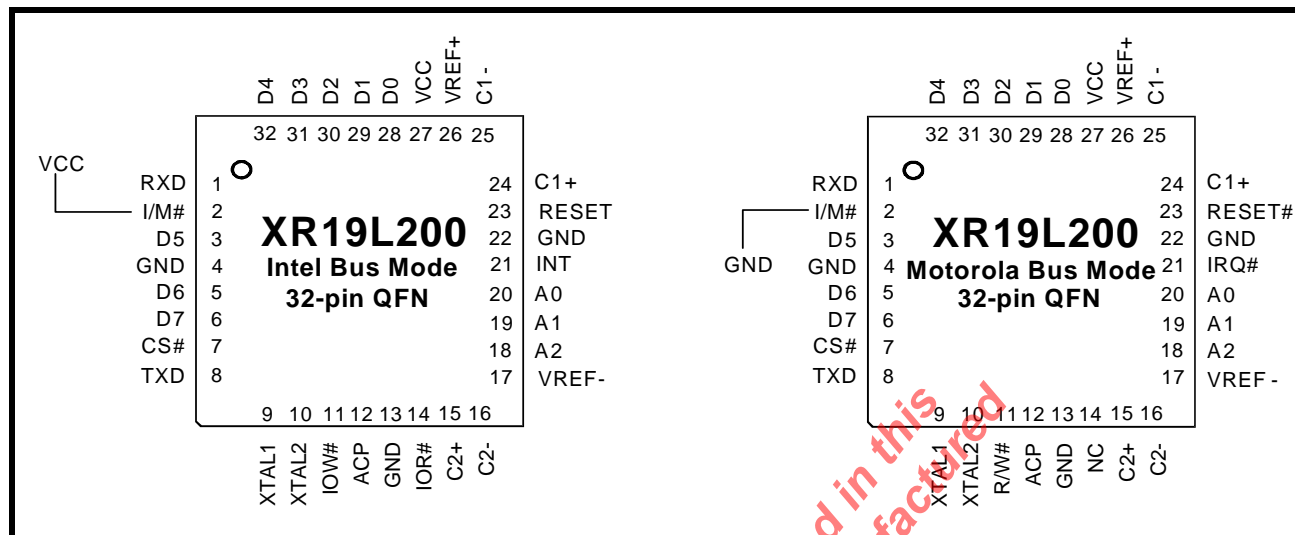 D4 D3 D2 D1 D0 VCC VREF+ C1-
32 31 30 29 28 27 26 25
VCC
RXD 1
I/M# 2
D5 3
GND 4
D6 5
D7 6
CS# 7
TXD 8
XR19L200
Intel Bus Mode
32-pin QFN
24 C1+
23 RESET
22 GND
21 INT
20 A0
19 A1
18 A2
17 VREF-
9 10 11 12 13 14 15 16
XTAL1 XTAL2 IOW# ACP GND IOR# C2+ C2-
D4 D3 D2 D1 D0 VCC VREF+ C1-
32 31 30 29 28 27 26 25
GND
RXD 1
I/M# 2
D5 3
GND 4
D6 5
D7 6
CS# 7
TXD 8
XR19L200
Motorola Bus Mode
32-pin QFN
24 C1+
23 RESET#
22 GND
21 IRQ#
20 A0
19 A1
18 A2
17 VREF-
9 10 11 12 13 14 15 16
XTAL1 XTAL2 R/W# ACP GND NC C2+ C2-
in this
factured